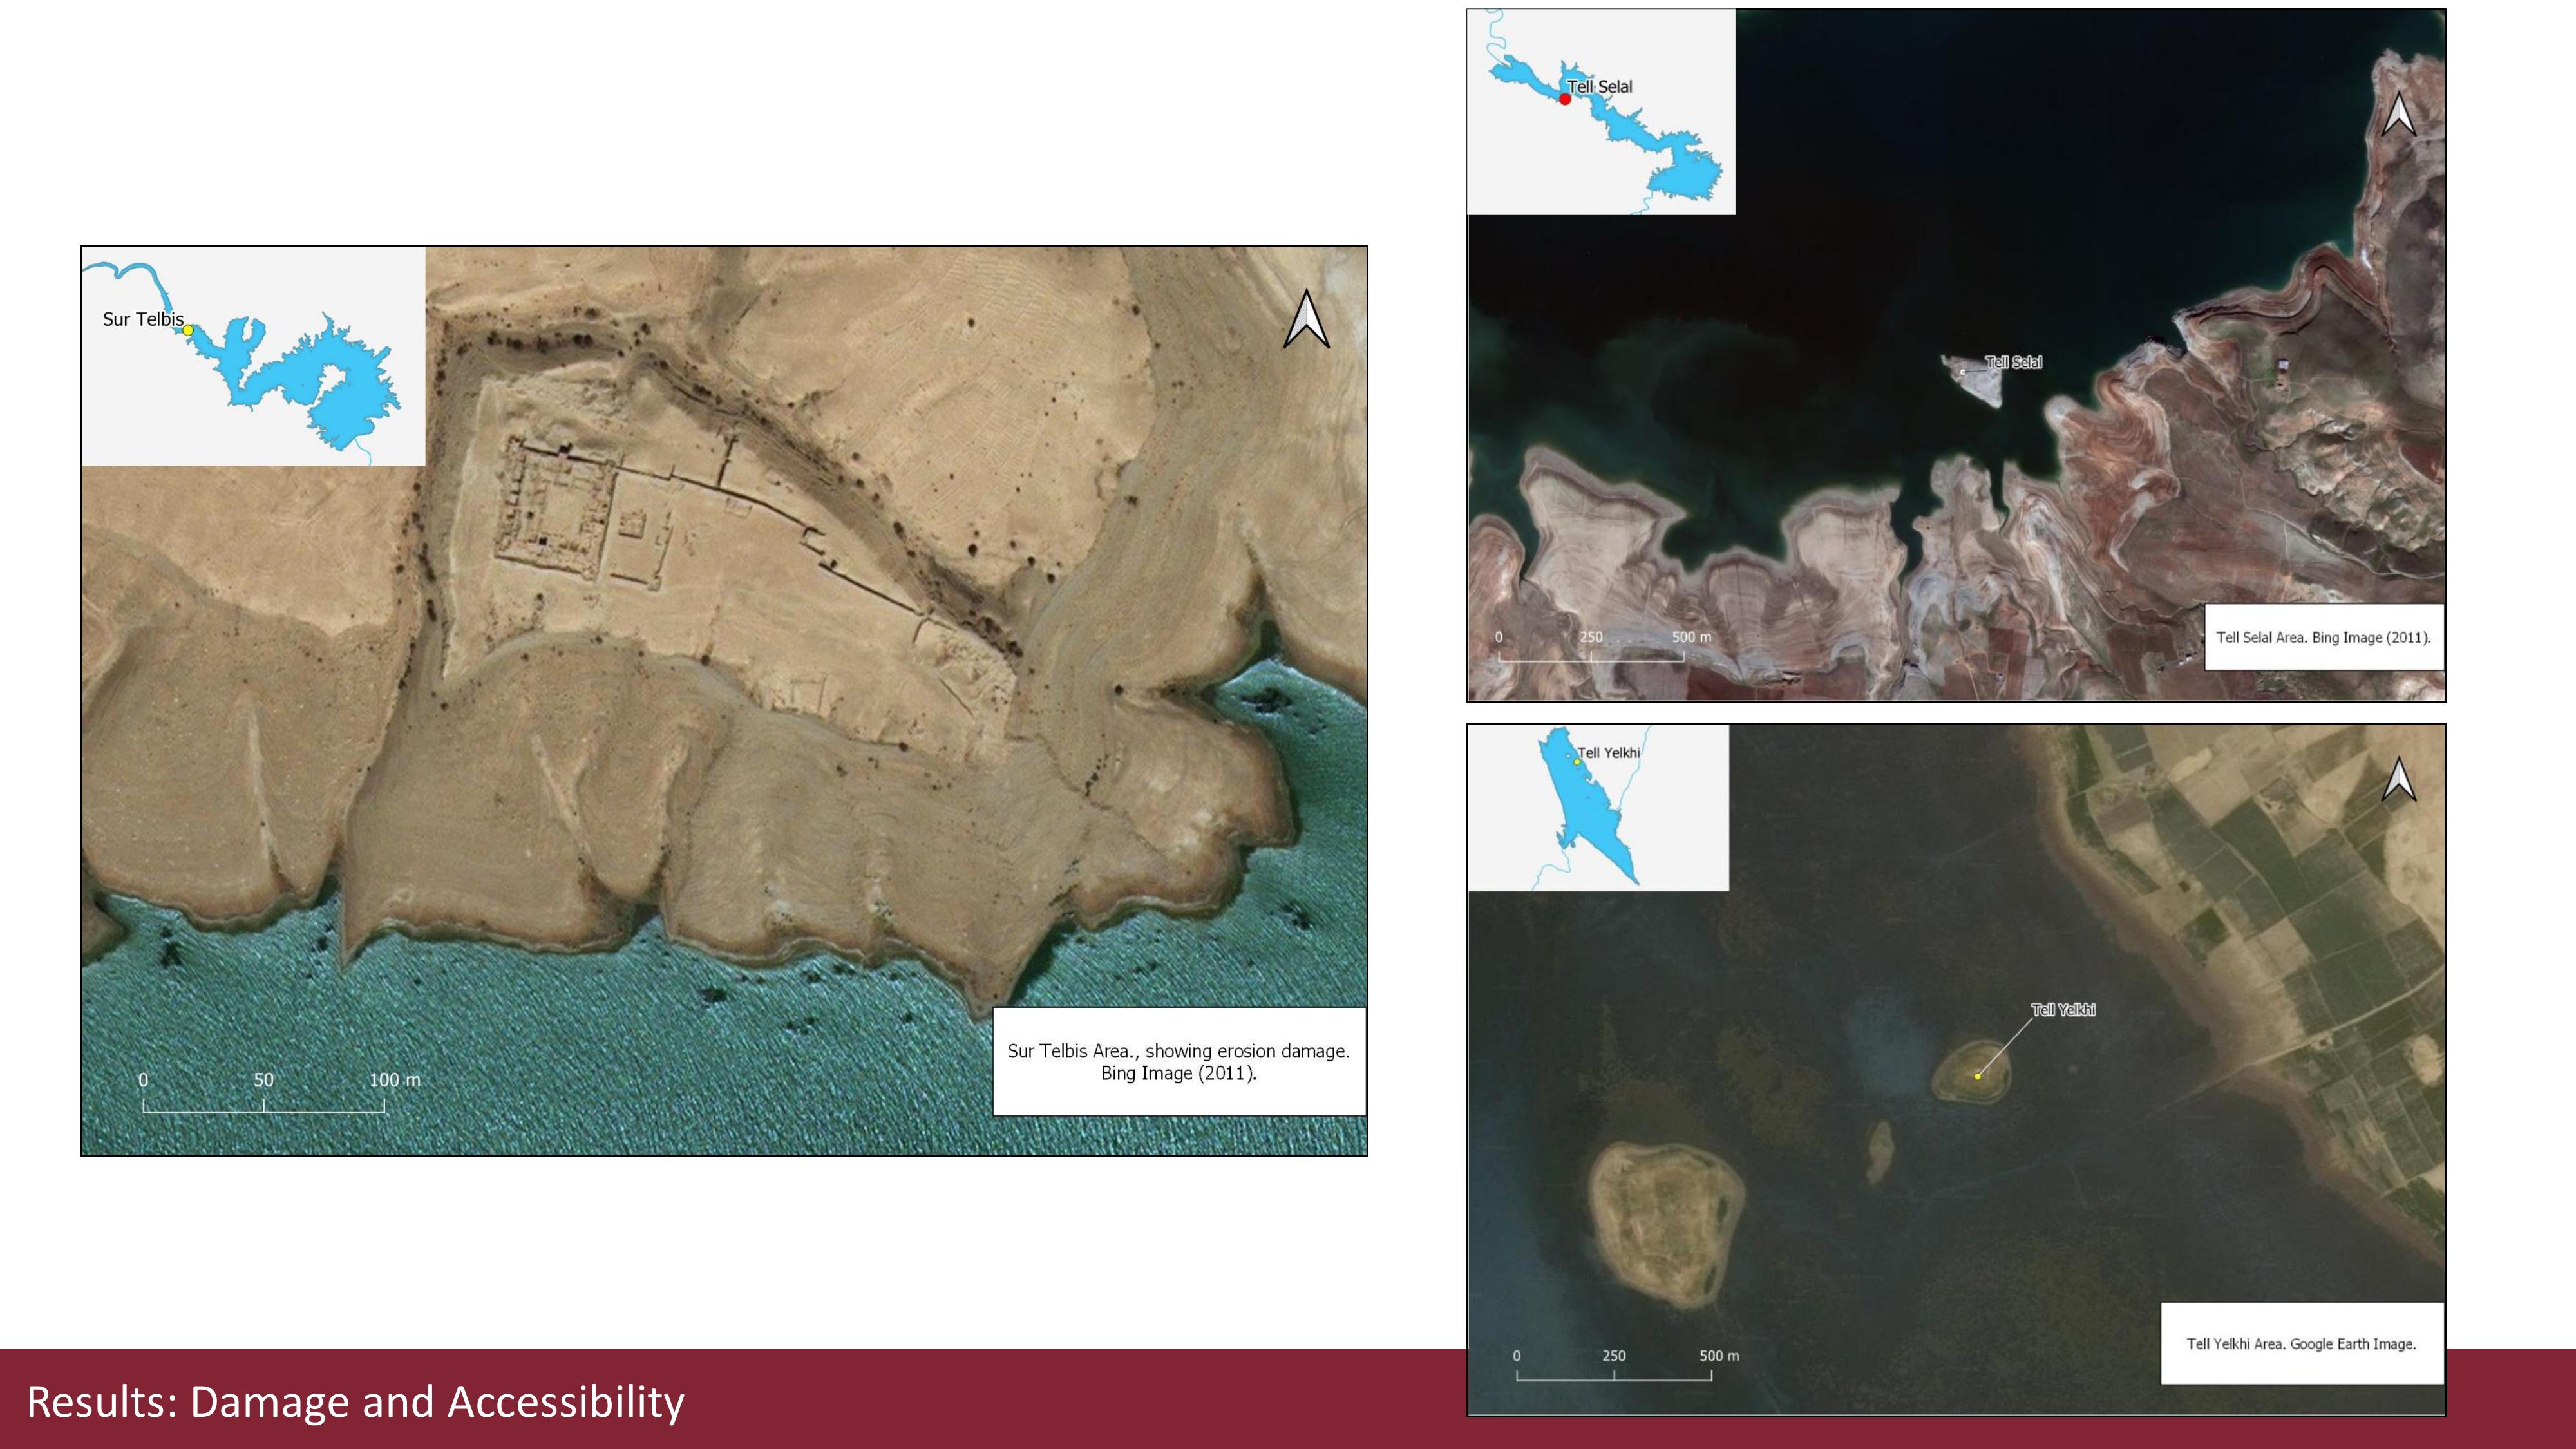 Sur Telbis
0 50 100 m
Sur Telbis Area., showing erosion damage.
Bing Image (2011).
Tell Selal
Tell Selal
0 250 500 m
Tell Selal Area. Bing Image (2011).
Tell Yelkhi
Tell Yelkhi
0 250 500 m
Tell Yelkhi Area. Google Earth Image.
Results: Damage and Accessibility